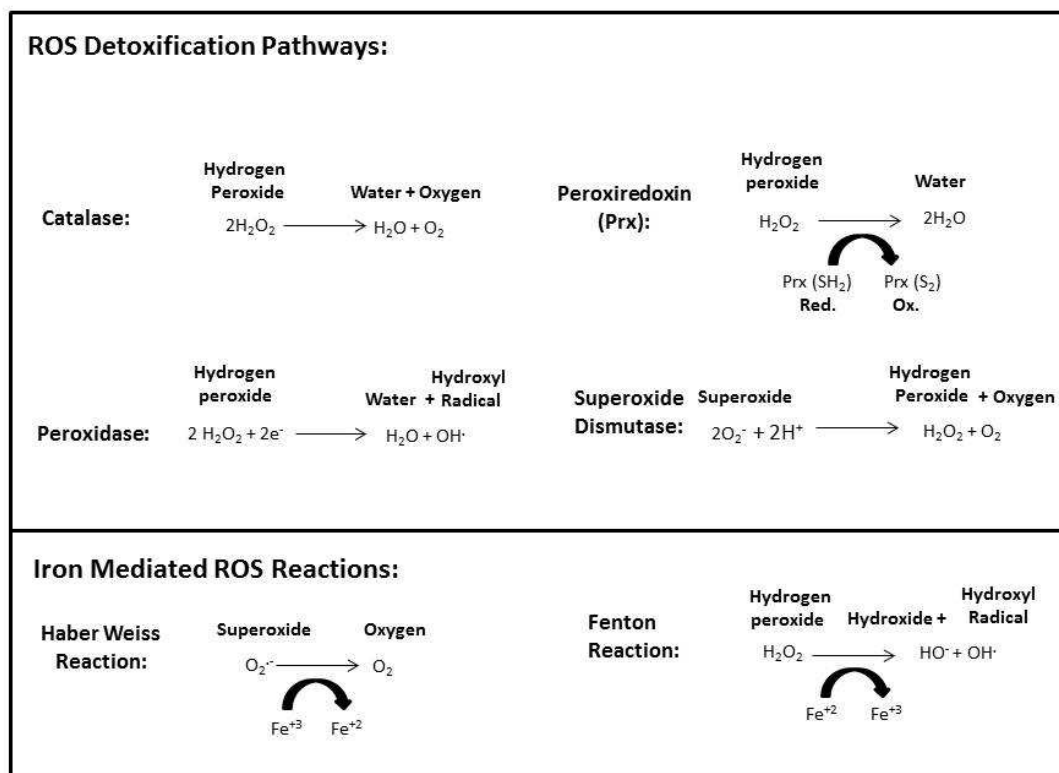 ROS Detoxification Pathways:
Catalase:
Hydrogen
Peroxide
Water + Oxygen
2H₂O₂ ⟶ H₂O + O₂
Peroxiredoxin
(Prx):
Hydrogen
peroxide
Water
H₂O₂ ⟶ 2H₂O
Prx (SH₂) Prx (S₂)
Red. Ox.
Peroxidase:
Hydrogen
peroxide
Hydroxyl
Water + Radical
2 H₂O₂ + 2e⁻ ⟶ H₂O + OH·
Superoxide
Dismutase:
Superoxide
Hydrogen
Peroxide + Oxygen
2O₂⁻ + 2H⁺ ⟶ H₂O₂ + O₂
Iron Mediated ROS Reactions:
Haber Weiss
Reaction:
Superoxide Oxygen
O₂·⁻ ⟶ O₂
Fe⁺³ Fe⁺²
Fenton
Reaction:
Hydrogen
peroxide
Hydroxyl
Hydroxide + Radical
H₂O₂ ⟶ HO⁻ + OH·
Fe⁺² Fe⁺³